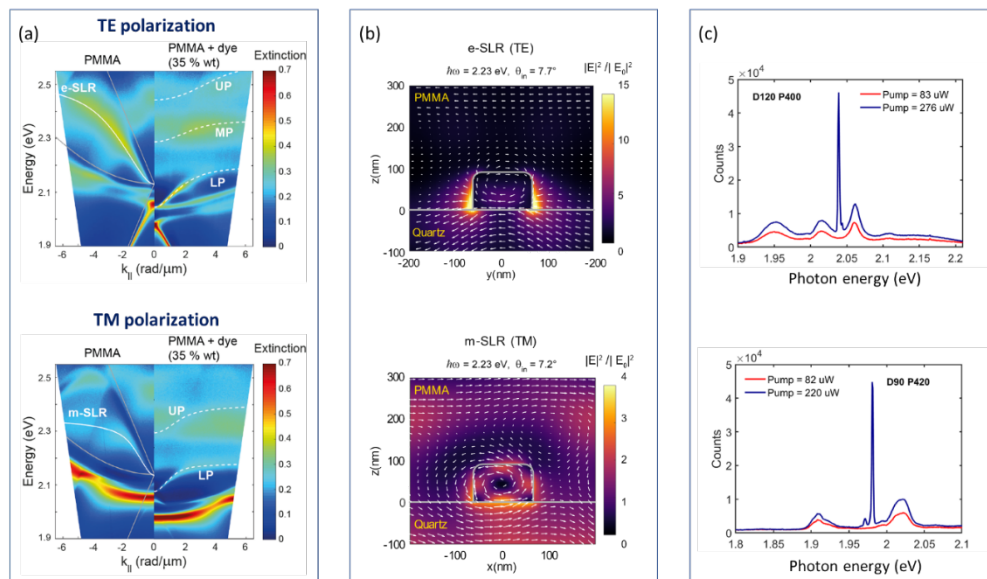 (a)
TE polarization
PMMA
PMMA + dye
(35 % wt)
Extinction
e-SLR
UP
MP
LP
Energy (eV)
2.5
2.3
2.1
1.9
-6 -4 -2 0 2 4 6
k|| (rad/µm)
0.7
0.6
0.5
0.4
0.3
0.2
0.1
0
TM polarization
PMMA
PMMA + dye
(35 % wt)
Extinction
m-SLR
UP
LP
Energy (eV)
2.5
2.3
2.1
1.9
-6 -4 -2 0 2 4 6
k|| (rad/µm)
0.7
0.6
0.5
0.4
0.3
0.2
0.1
0
(b)
e-SLR (TE)
ℏω = 2.23 eV, θin = 7.7°
|E|² /| E0|²
PMMA
Quartz
z(nm)
300
200
100
0
-100
-200 -100 0 100 -200
y(nm)
15
10
5
0
m-SLR (TM)
ℏω = 2.23 eV, θin = 7.2°
|E|² /| E0|²
PMMA
Quartz
z(nm)
300
200
100
0
-100
-100 0 100
x(nm)
4
3
2
1
0
(c)
×10⁴
D120 P400
Pump = 83 uW
Pump = 276 uW
Counts
5
4
3
2
1
0
1.9 1.95 2 2.05 2.1 2.15 2.2
Photon energy (eV)
×10⁴
D90 P420
Pump = 82 uW
Pump = 220 uW
Counts
5
4
3
2
1
0
1.8 1.85 1.9 1.95 2 2.05 2.1
Photon energy (eV)